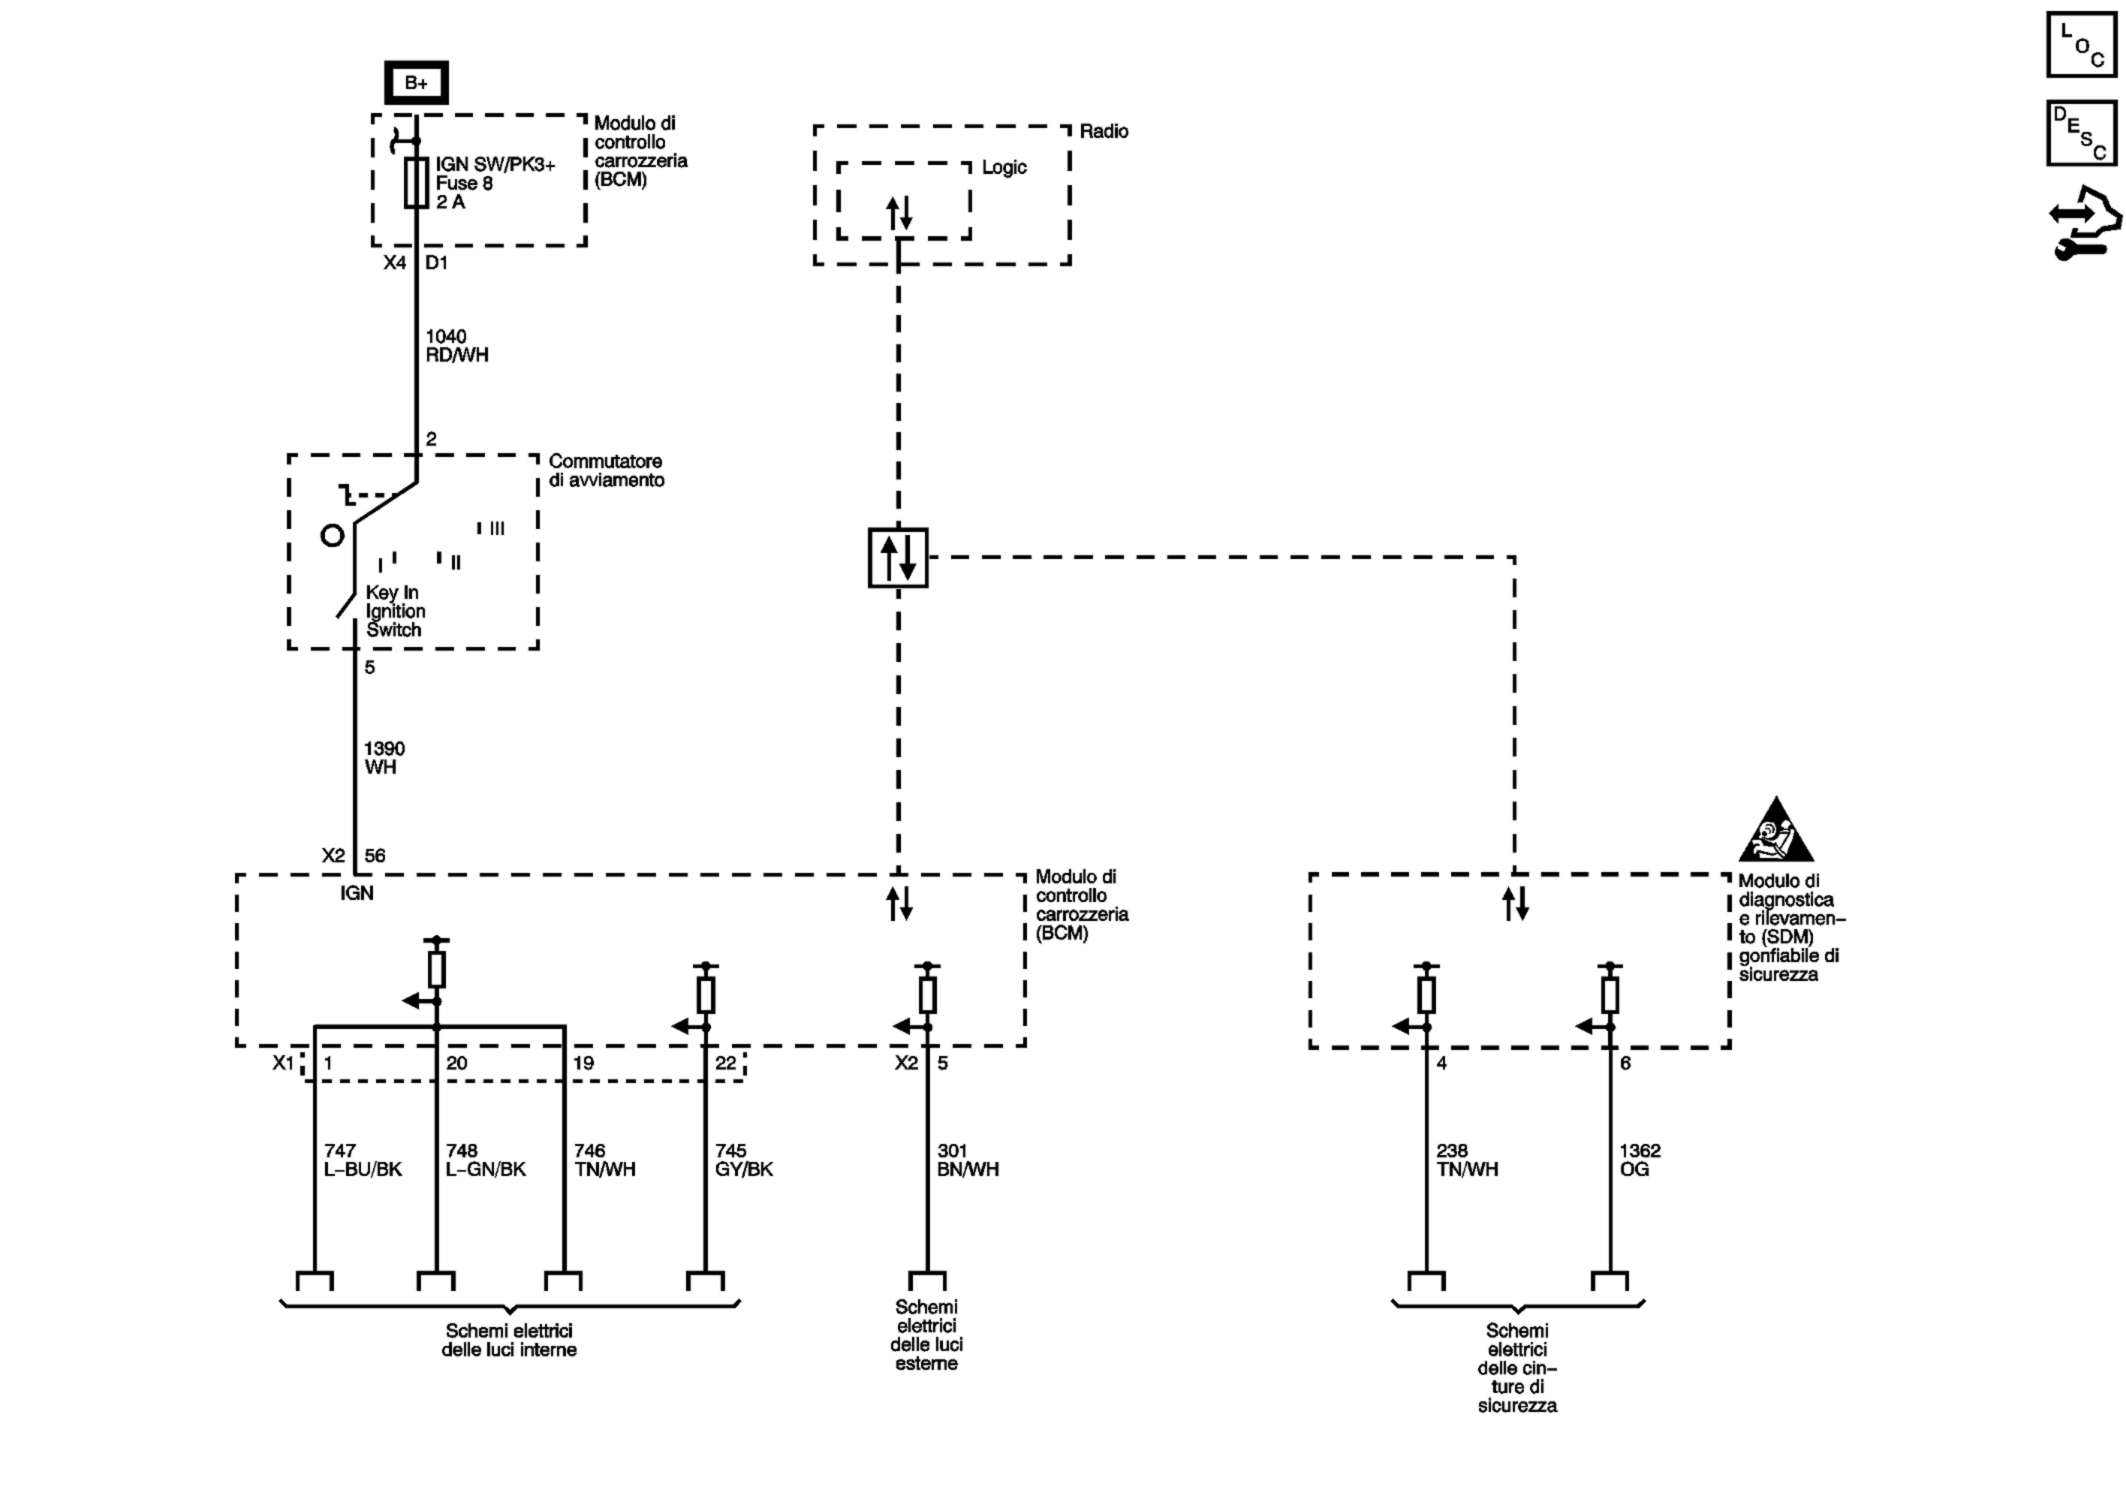 L
O
C
D
E
S
C
B+
Modulo di
controllo
carrozzeria
(BCM)
IGN SW/PK3+
Fuse 8
2 A
X4 D1
Radio
Logic
1040
RD/WH
2
Commutatore
di avviamento
III
I
II
Key In
Ignition
Switch
5
1390
WH
X2 56
IGN
Modulo di
controllo
carrozzeria
(BCM)
Modulo di
diagnostica
e rilevamen–
to (SDM)
gonfiabile di
sicurezza
X1 1 20 19 22
X2 5
4
6
747
L–BU/BK
748
L–GN/BK
746
TN/WH
745
GY/BK
301
BN/WH
238
TN/WH
1362
OG
Schemi elettrici
delle luci interne
Schemi
elettrici
delle luci
esterne
Schemi
elettrici
delle cin–
ture di
sicurezza